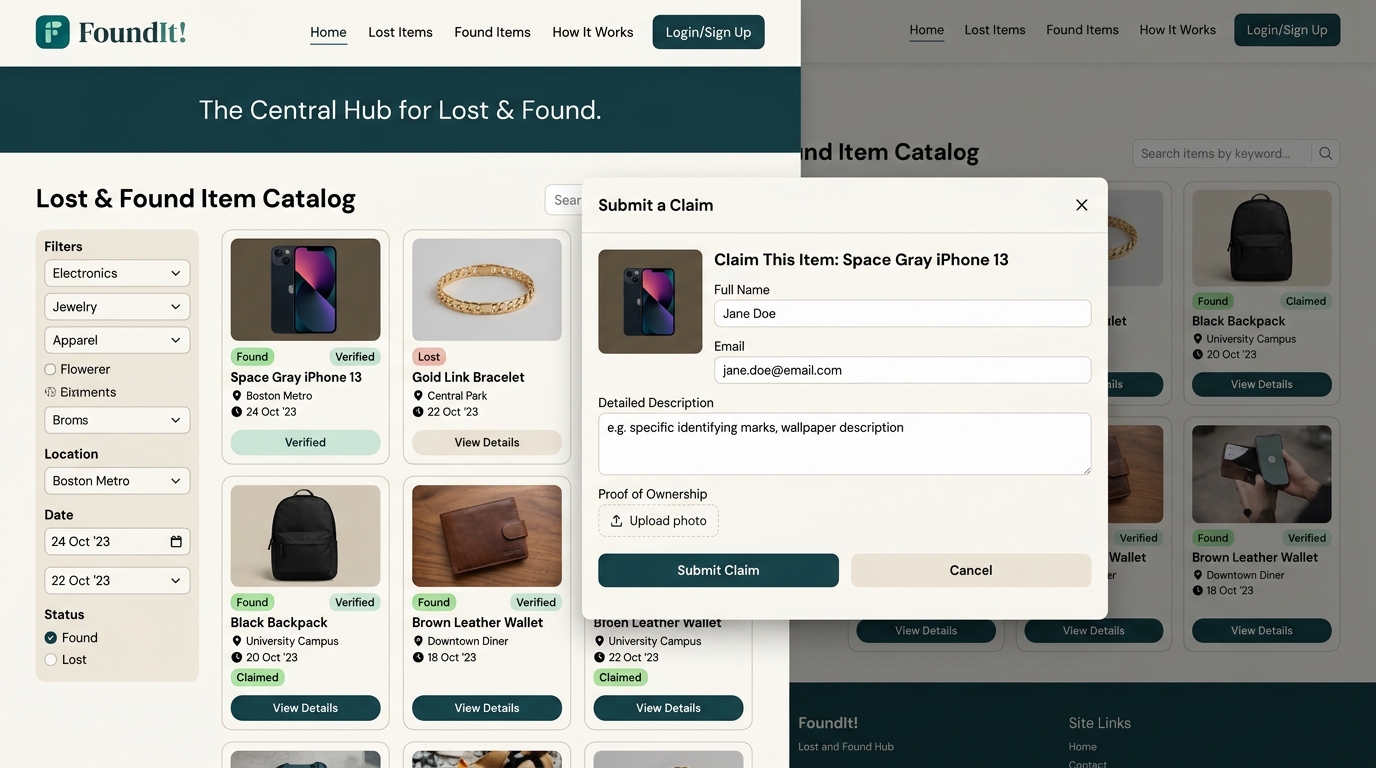 FoundIt!
Home
Lost Items
Found Items
How It Works
Login/Sign Up
The Central Hub for Lost & Found.
Lost & Found Item Catalog
Sear
Filters
Electronics
Jewelry
Apparel
Flowerer
Broms
Location
Boston Metro
Date
24 Oct '23
22 Oct '23
Status
Found
Lost
Found
Verified
Space Gray iPhone 13
Boston Metro
24 Oct '23
Verified
Lost
Gold Link Bracelet
Central Park
22 Oct '23
View Details
Found
Verified
Black Backpack
University Campus
20 Oct '23
Claimed
View Details
Found
Verified
Brown Leather Wallet
Downtown Diner
18 Oct '23
View Details
Leather Wallet
University Campus
22 Oct '23
Claimed
View Details
Submit a Claim
Claim This Item: Space Gray iPhone 13
Full Name
Jane Doe
Email
jane.doe@email.com
Detailed Description
e.g. specific identifying marks, wallpaper description
Proof of Ownership
Upload photo
Submit Claim
Cancel
Home
Lost Items
Found Items
How It Works
Login/Sign Up
nd Item Catalog
Search items by keyword...
let
ails
Found
Claimed
Black Backpack
University Campus
20 Oct '23
View Details
Verified
Wallet
er
View Details
View Details
Found
Verified
Brown Leather Wallet
Downtown Diner
18 Oct '23
View Details
FoundIt!
Lost and Found Hub
Site Links
Home
Contact